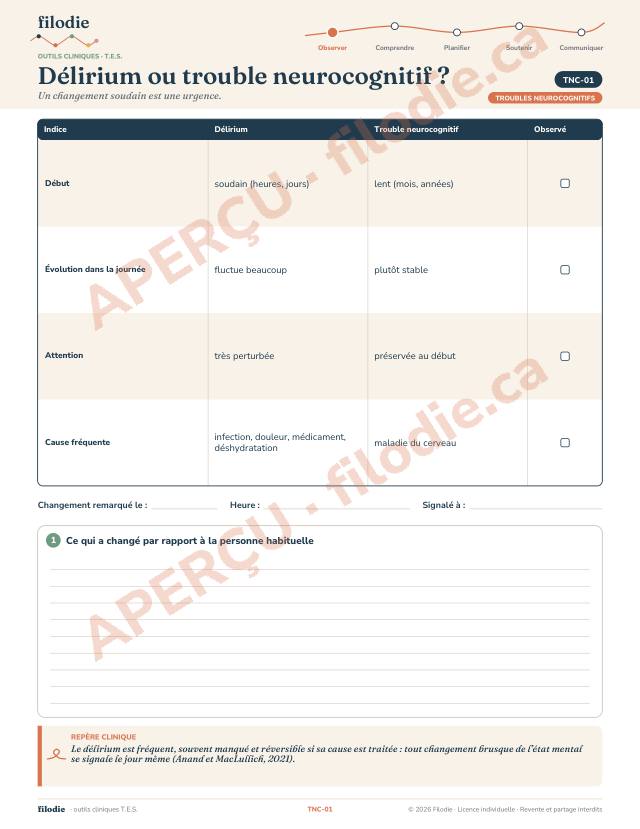 filodie
OUTILS CLINIQUES · T.E.S.
Observer Comprendre Planifier Soutenir Communiquer
Délirium ou trouble neurocognitif ?
TNC-01
Un changement soudain est une urgence.
TROUBLES NEUROCOGNITIFS
Indice Délirium Trouble neurocognitif Observé
Début soudain (heures, jours) lent (mois, années)
Évolution dans la journée fluctue beaucoup plutôt stable
Attention très perturbée préservée au début
Cause fréquente infection, douleur, médicament, déshydratation maladie du cerveau
Changement remarqué le : Heure : Signalé à :
1 Ce qui a changé par rapport à la personne habituelle
REPÈRE CLINIQUE
Le délirium est fréquent, souvent manqué et réversible si sa cause est traitée : tout changement brusque de l'état mental
se signale le jour même (Anand et MacLullich, 2021).
filodie · outils cliniques T.E.S. TNC-01 © 2026 Filodie · Licence individuelle · Revente et partage interdits
APERÇU · filodie.ca
APERÇU · filodie.ca